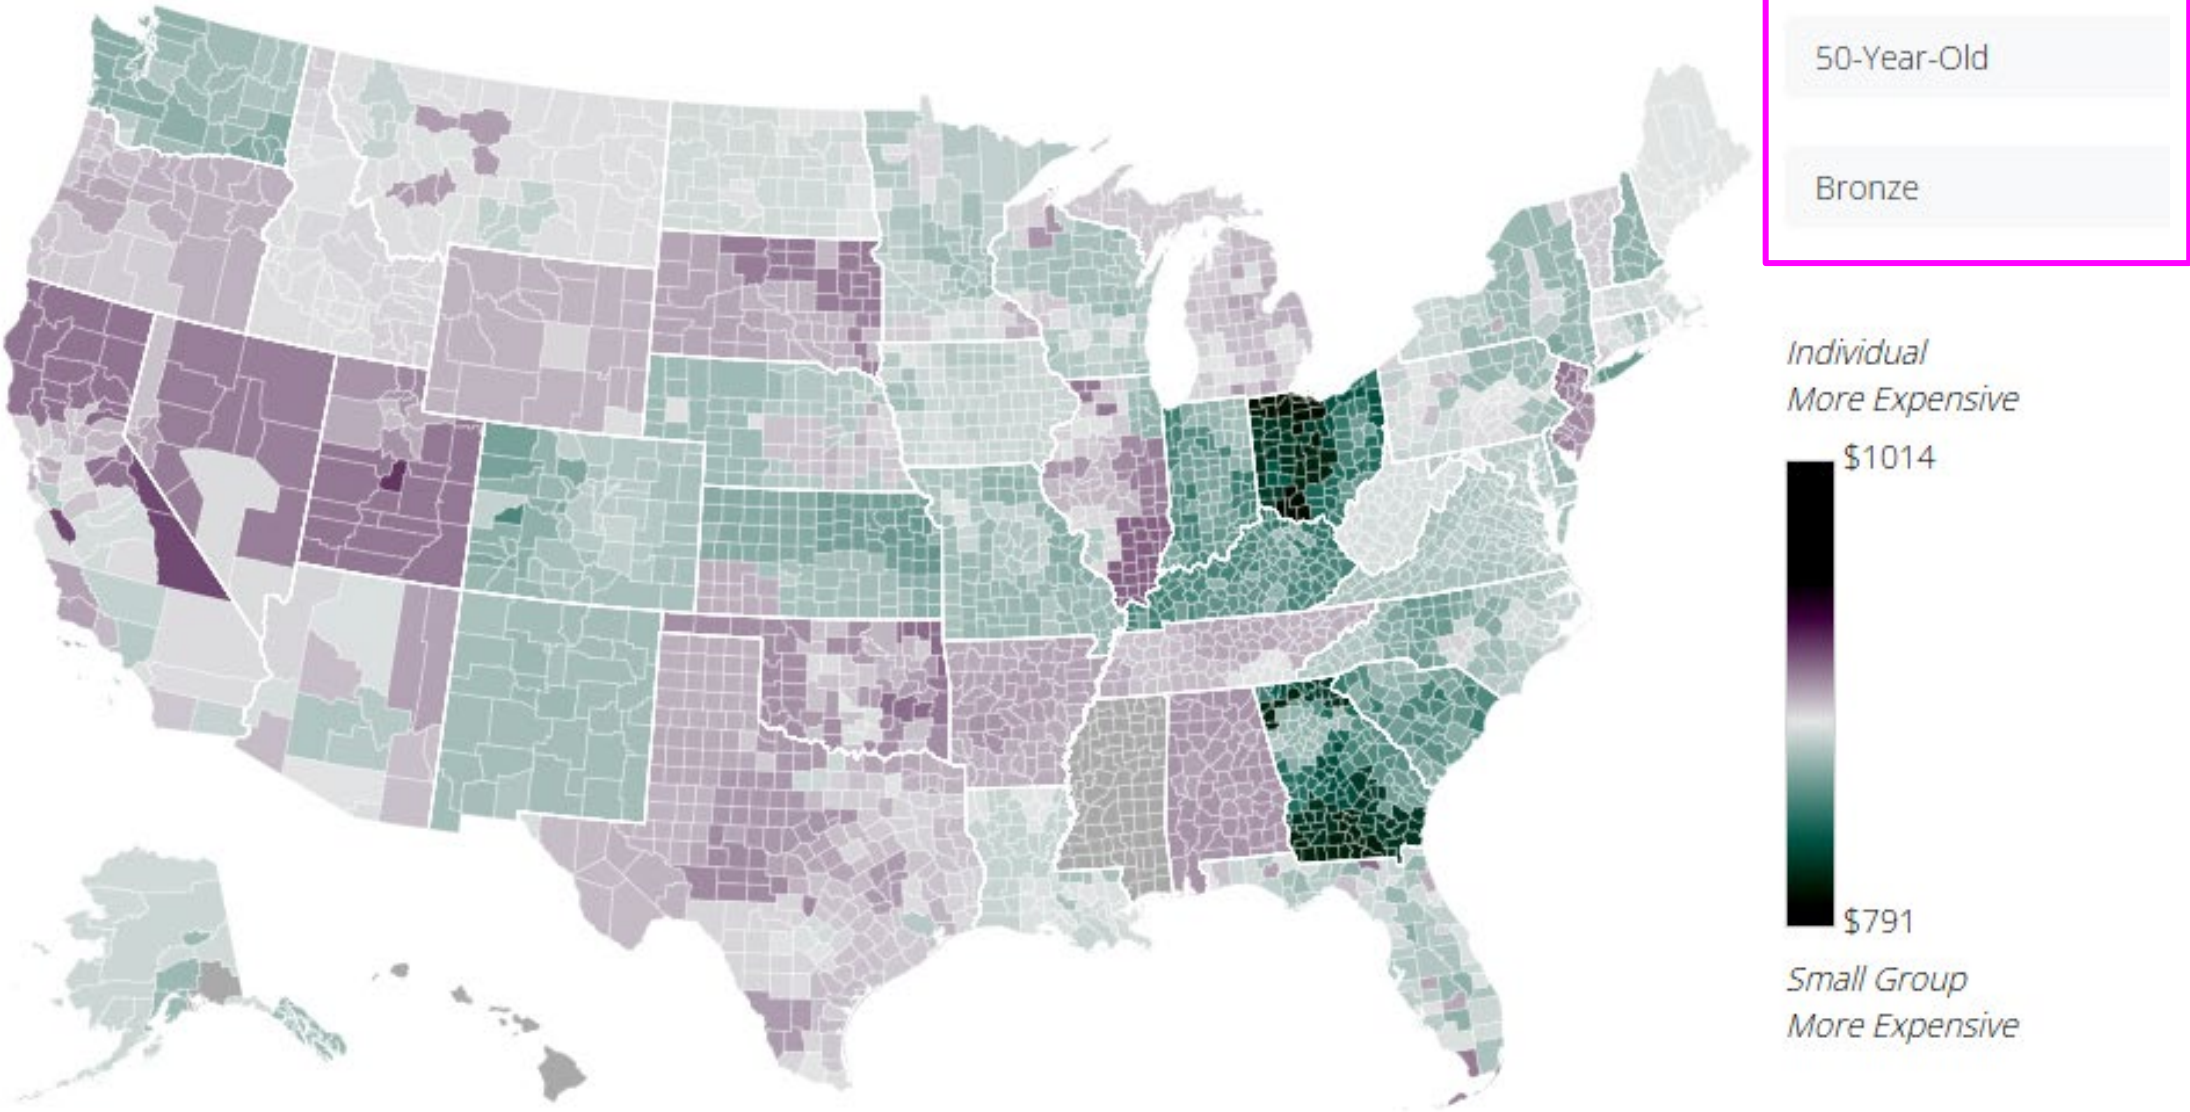 50-Year-Old
Bronze
Individual
More Expensive
$1014
$791
Small Group
More Expensive